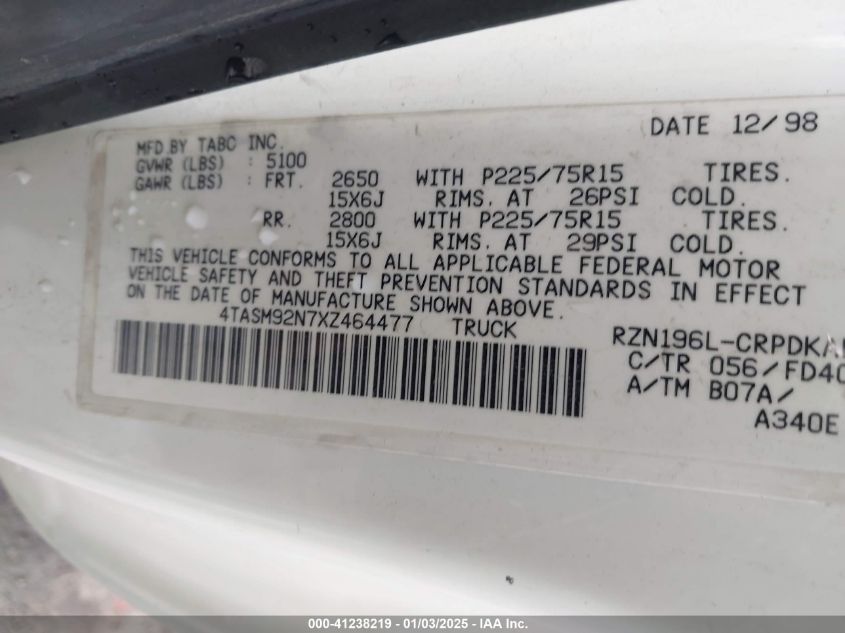 DATE 12/98
MFD.BY TABC INC.
GVWR (LBS) : 5100
GAWR (LBS) : FRT. 2650 WITH P225/75R15 TIRES.
15X6J RIMS. AT 26PSI COLD.
RR. 2800 WITH P225/75R15 TIRES.
15X6J RIMS. AT 29PSI COLD.
THIS VEHICLE CONFORMS TO ALL APPLICABLE FEDERAL MOTOR
VEHICLE SAFETY AND THEFT PREVENTION STANDARDS IN EFFECT
ON THE DATE OF MANUFACTURE SHOWN ABOVE.
4TASM92N7XZ464477 TRUCK
RZN196L-CRPDKA
C/TR 056/FD40
A/TM B07A/
A340E
000-41238219 - 01/03/2025 - IAA Inc.